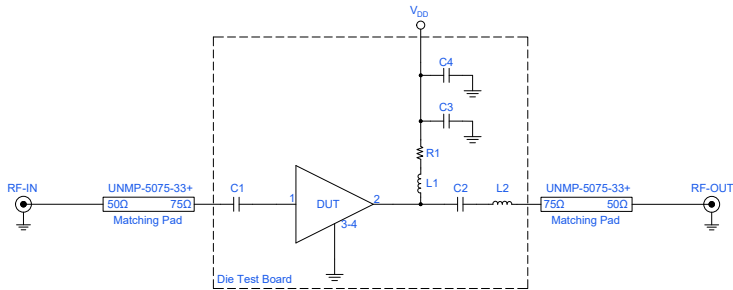 VDD
C4
C3
R1
L1
RF-IN
UNMP-5075-33+
50Ω 75Ω
Matching Pad
C1
1
DUT
2
3-4
C2
L2
UNMP-5075-33+
75Ω 50Ω
Matching Pad
RF-OUT
Die Test Board